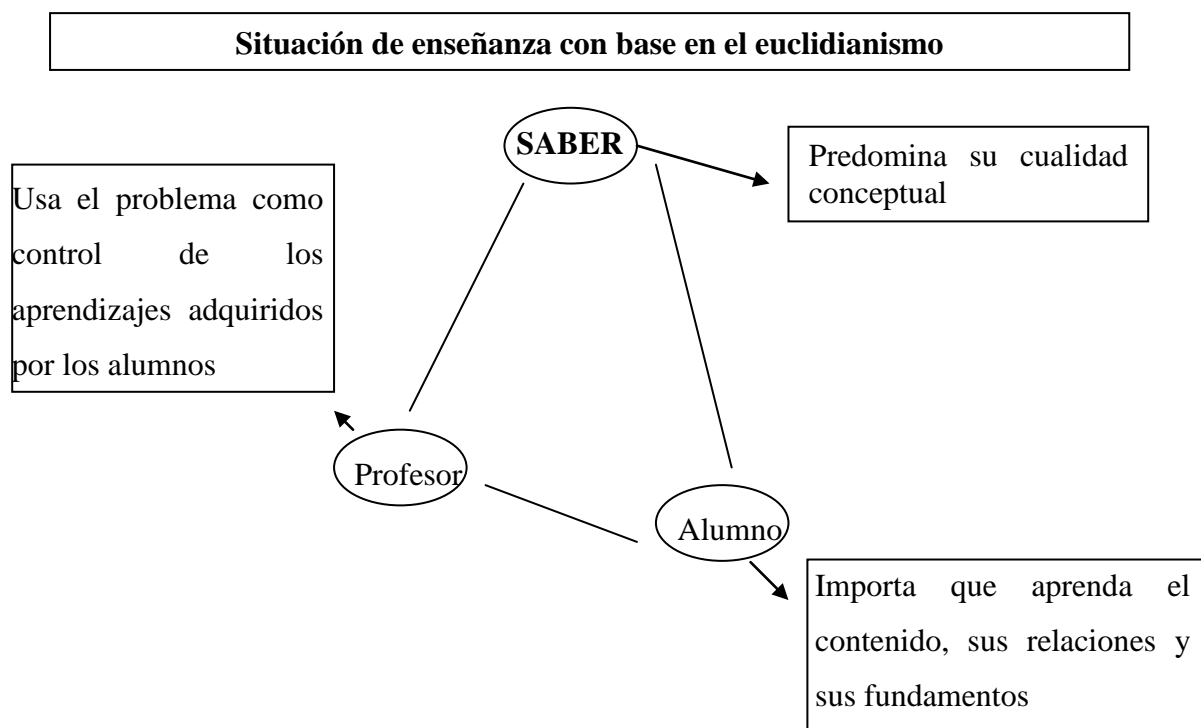 Situación de enseñanza con base en el euclidianismo
SABER
Predomina su cualidad
conceptual
Usa el problema como
control de los
aprendizajes adquiridos
por los alumnos
Profesor
Alumno
Importa que aprenda el
contenido, sus relaciones y
sus fundamentos